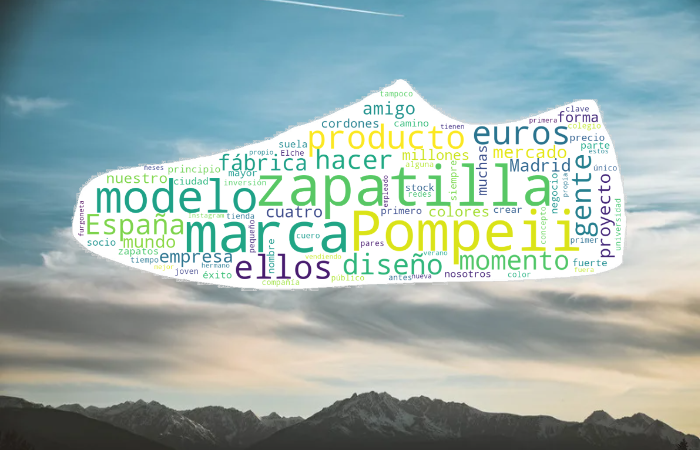 tampoco
amigo
clave
primera forma
cordones camino tienen colegio
producto euros precio
suela parte
propio Elche millones mercado estos
fábrica hacer alguna Madrid único
meses principio mayor
nuestro ciudad inversión
zapatilla
modelo
empleado stock redes siempre muchas negocio propia gente proyecto
furgoneta
instagram tienda cuatro primero colores crear
España marca Pompeii
pequeños cuero pares concepto primer universidad
socio mundo nombre
zapatos empresa vendiendo verano
tiempo ellos diseño momento fuerte
mejor hermano
joven éxito público antes nueva nosotros color fuera
compañía